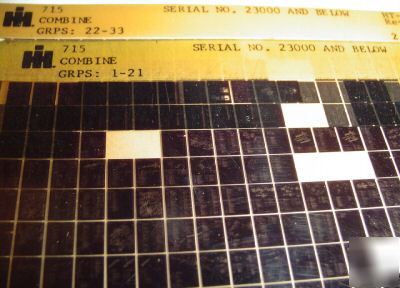 IH 715 SERIAL NO. 23000 AND BELOW
COMBINE
GRPS: 22-33
IH 715 SERIAL NO. 23000 AND BELOW
COMBINE
GRPS: 1-21